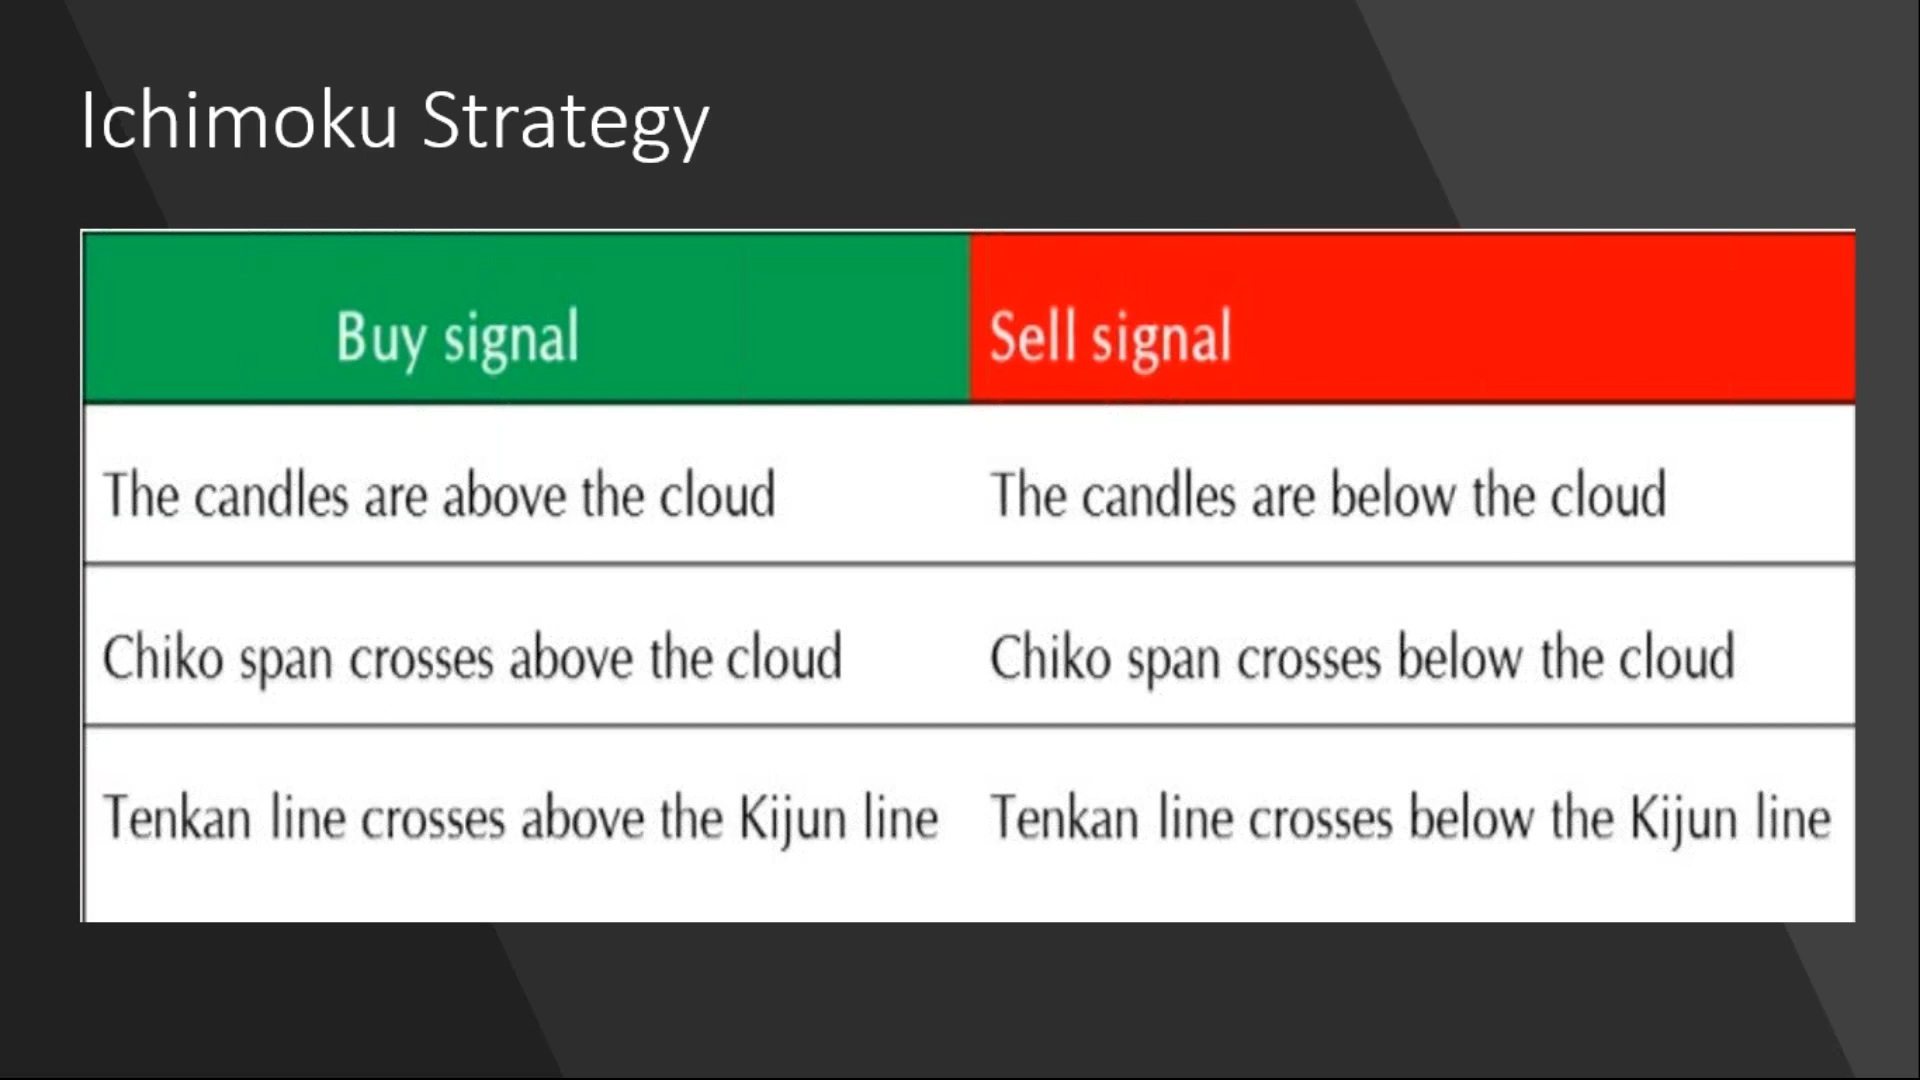 Ichimoku Strategy
Buy signal
Sell signal
The candles are above the cloud
The candles are below the cloud
Chiko span crosses above the cloud
Chiko span crosses below the cloud
Tenkan line crosses above the Kijun line
Tenkan line crosses below the Kijun line